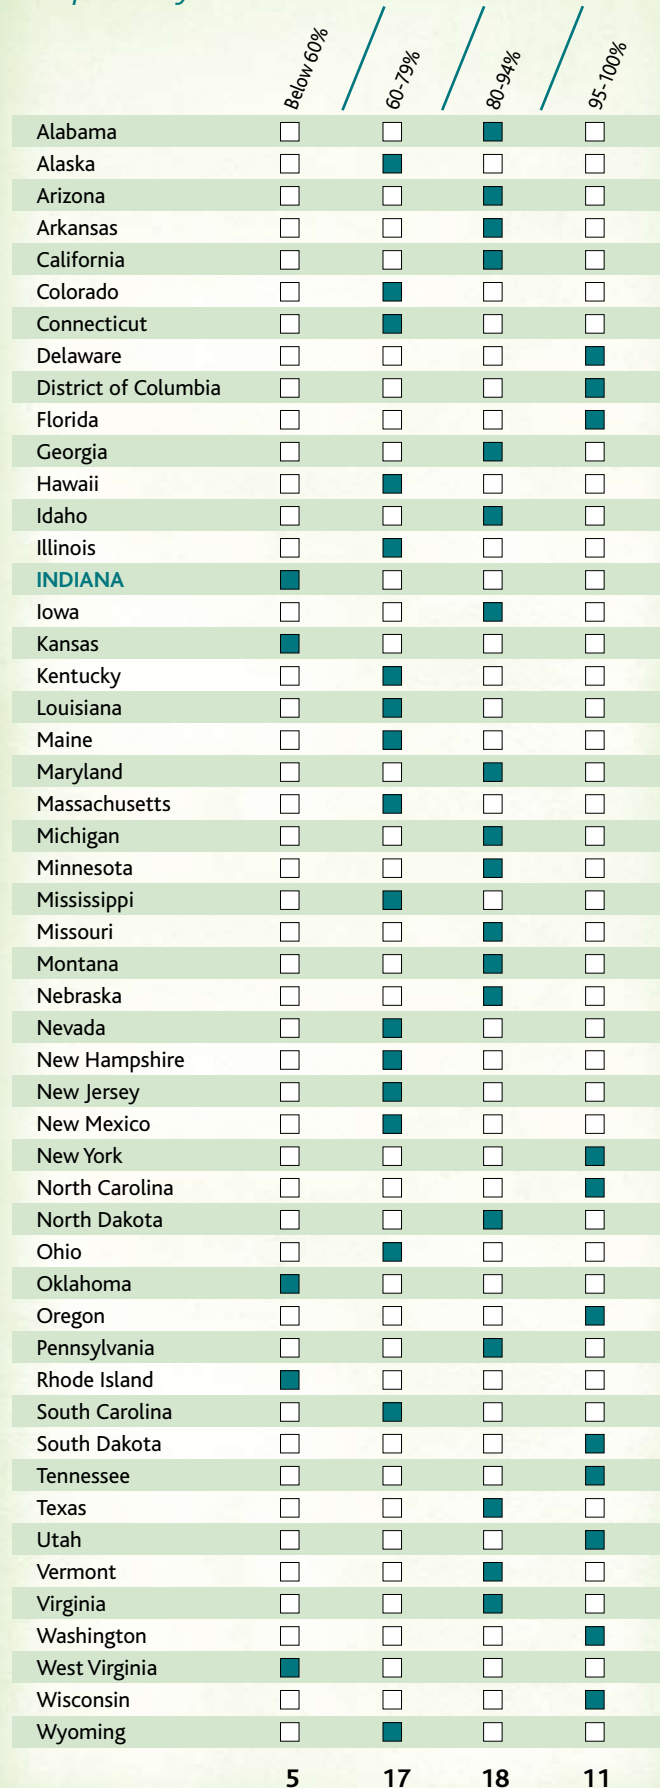 Below 60%
60-79%
80-94%
95-100%
Alabama
Alaska
Arizona
Arkansas
California
Colorado
Connecticut
Delaware
District of Columbia
Florida
Georgia
Hawaii
Idaho
Illinois
INDIANA
Iowa
Kansas
Kentucky
Louisiana
Maine
Maryland
Massachusetts
Michigan
Minnesota
Mississippi
Missouri
Montana
Nebraska
Nevada
New Hampshire
New Jersey
New Mexico
New York
North Carolina
North Dakota
Ohio
Oklahoma
Oregon
Pennsylvania
Rhode Island
South Carolina
South Dakota
Tennessee
Texas
Utah
Vermont
Virginia
Washington
West Virginia
Wisconsin
Wyoming
5 17 18 11